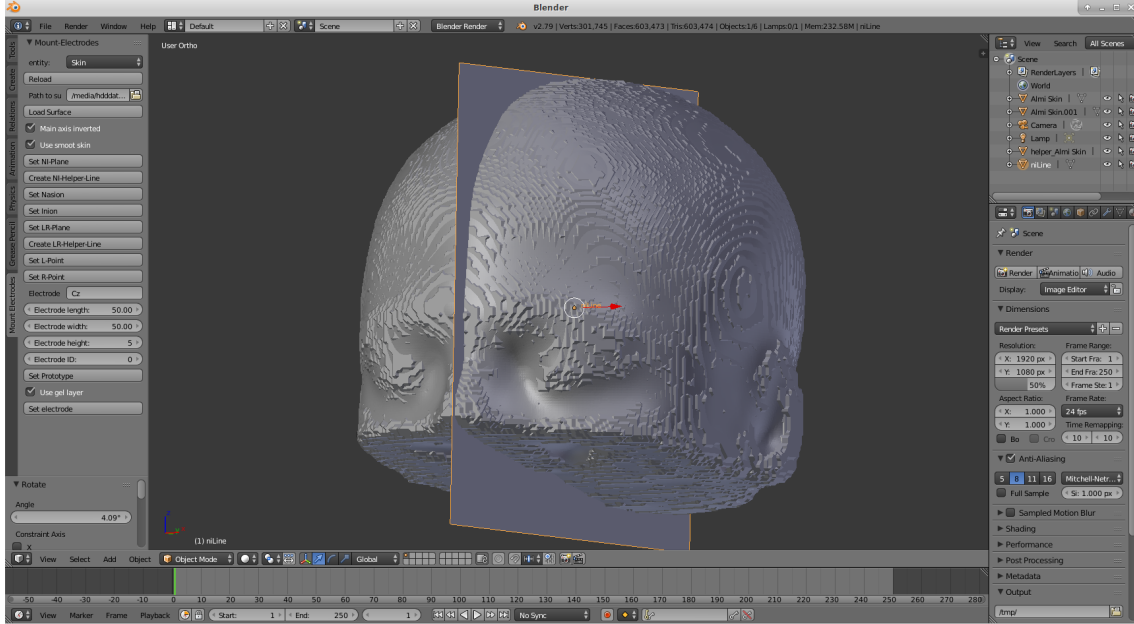 Blender
File Render Window Help Default Scene Blender Render v2.79 | Verts:301,745 | Faces:603,473 | Tris:603,474 | Objects:1/6 | Lamps:0/1 | Mem:232.58M | niLine
Tools
Create
Relations
Animation
Physics
Grease Pencil
Mount Electrodes
Mount-Electrodes
entity: Skin
Reload
Path to su /media/hdddat...
Load Surface
Main axis inverted
Use smoot skin
Set NI-Plane
Create NI-Helper-Line
Set Nasion
Set Inion
Set LR-Plane
Create LR-Helper-Line
Set L-Point
Set R-Point
Electrode Cz
Electrode length: 50.00
Electrode width: 50.00
Electrode height: 5
Electrode ID: 0
Set Prototype
Use gel layer
Set electrode
Rotate
Angle
4.09°
Constraint Axis
X
User Ortho
(1) niLine
View Select Add Object Object Mode Global
-50 -40 -30 -20 -10 0 10 20 30 40 50 60 70 80 90 100 110 120 130 140 150 160 170 180 190 200 210 220 230 240 250 260 270 280
View Marker Frame Playback Start: 1 End: 250 1 No Sync
View Search All Scenes
Scene
RenderLayers
World
Almi Skin
Almi Skin.001
Camera
Lamp
helper_Almi Skin
niLine
Scene
Render
Render Animatio Audio
Display: Image Editor
Dimensions
Render Presets
Resolution: Frame Range:
X: 1920 px Start Fra: 1
Y: 1080 px End Fra: 250
50% Frame Ste: 1
Aspect Ratio: Frame Rate:
X: 1.000 24 fps
Y: 1.000 Time Remapping:
Bo Cro 10 10
Anti-Aliasing
5 8 11 16 Mitchell-Netr...
Full Sample Si: 1.000 px
Sampled Motion Blur
Shading
Performance
Post Processing
Metadata
Output
/tmp/